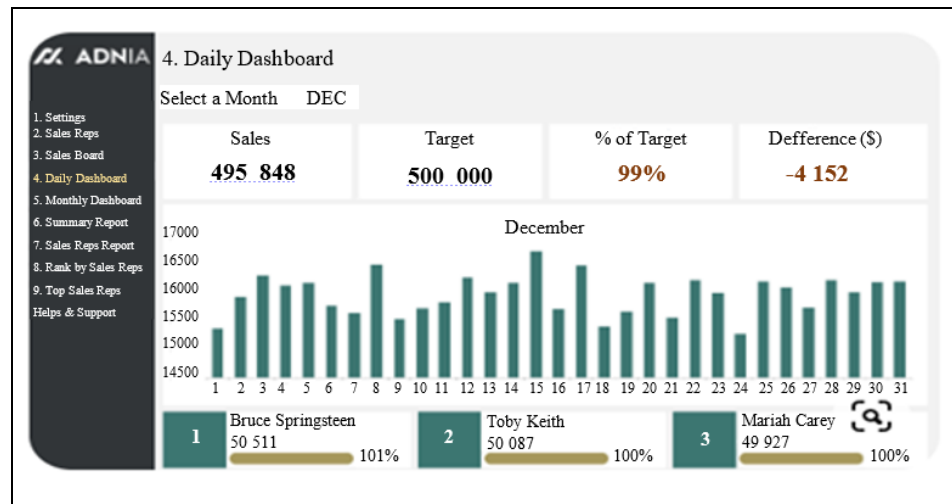 ADNIA
4. Daily Dashboard
Select a Month DEC
1. Settings
2. Sales Reps
3. Sales Board
4. Daily Dashboard
5. Monthly Dashboard
6. Summary Report
7. Sales Reps Report
8. Rank by Sales Reps
9. Top Sales Reps
Helps & Support
Sales Target % of Target Defference ($)
495 848 500 000 99% -4 152
December
17000
16500
16000
15500
15000
14500
1 2 3 4 5 6 7 8 9 10 11 12 13 14 15 16 17 18 19 20 21 22 23 24 25 26 27 28 29 30 31
1 Bruce Springsteen
50 511
101%
2 Toby Keith
50 087
100%
3 Mariah Carey
49 927
100%